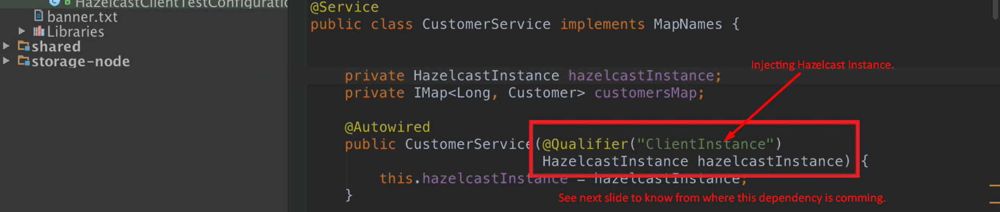 HazelcastClientTestConfiguratio
banner.txt
Libraries
shared
storage-node
@Service
public class CustomerService implements MapNames {
Injecting Hazelcast Instance.
private HazelcastInstance hazelcastInstance;
private IMap<Long, Customer> customersMap;
@Autowired
public CustomerService(@Qualifier("ClientInstance")
HazelcastInstance hazelcastInstance) {
this.hazelcastInstance = hazelcastInstance;
}
See next slide to know from where this dependency is comming.